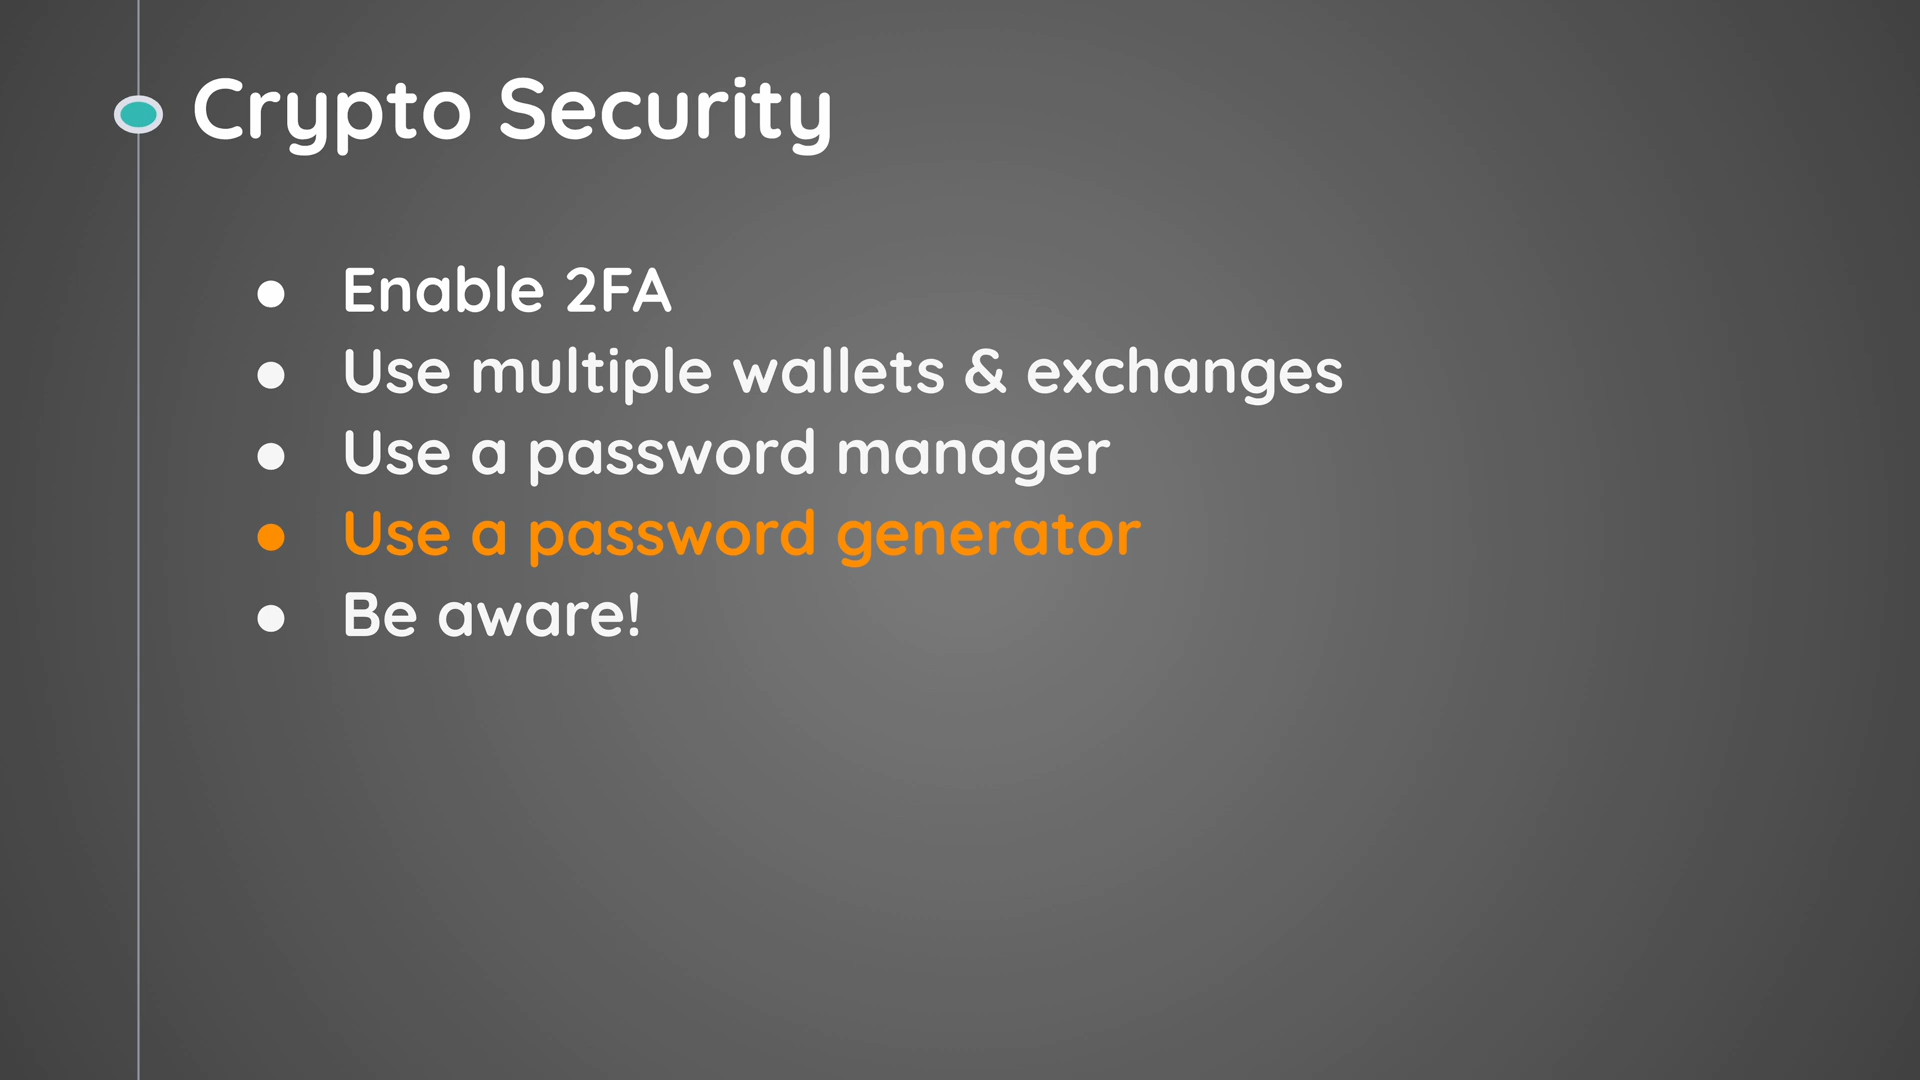 Crypto Security
● Enable 2FA
● Use multiple wallets & exchanges
● Use a password manager
● Use a password generator
● Be aware!